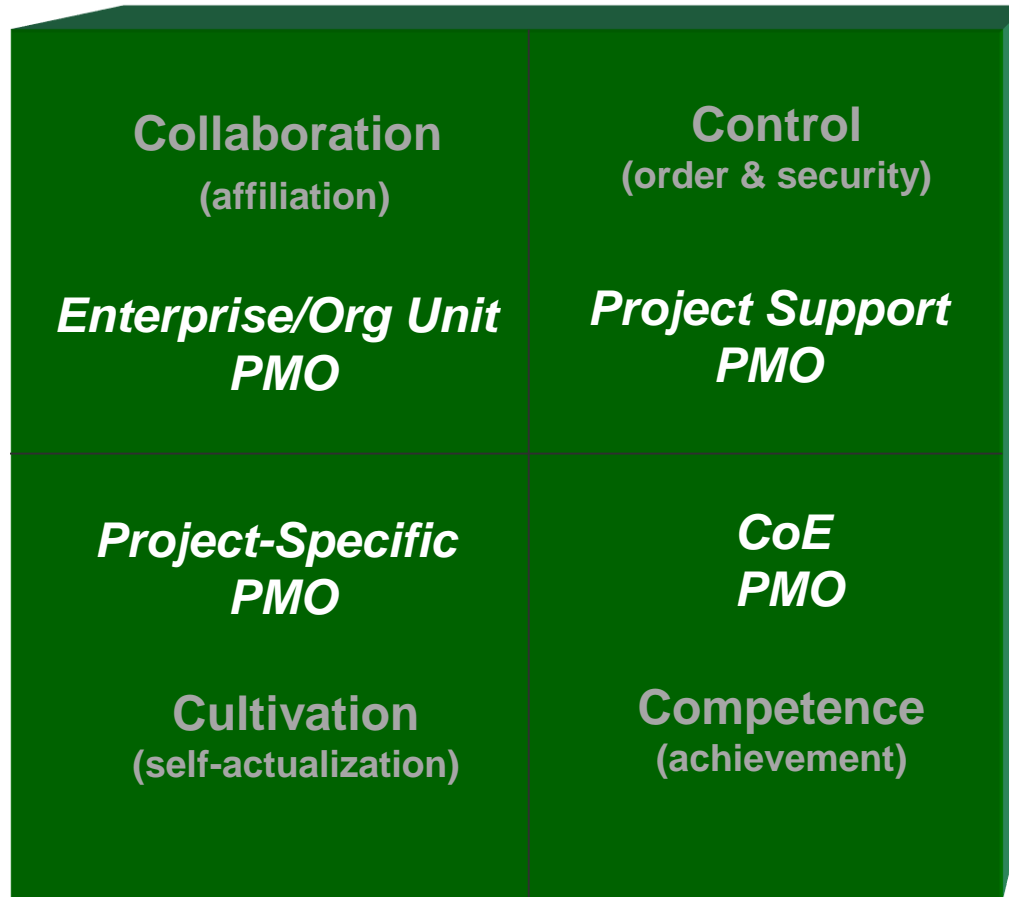 Collaboration
(affiliation)
Enterprise/Org Unit
PMO
Control
(order & security)
Project Support
PMO
Project-Specific
PMO
Cultivation
(self-actualization)
CoE
PMO
Competence
(achievement)